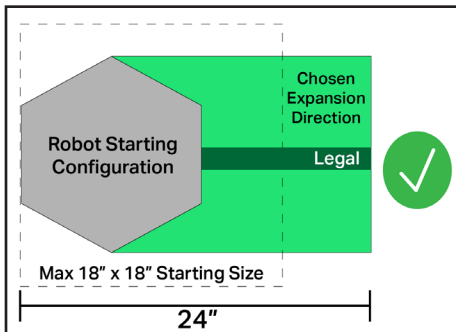 Chosen
Expansion
Direction
Robot Starting
Configuration
Legal
Max 18” x 18” Starting Size
24”